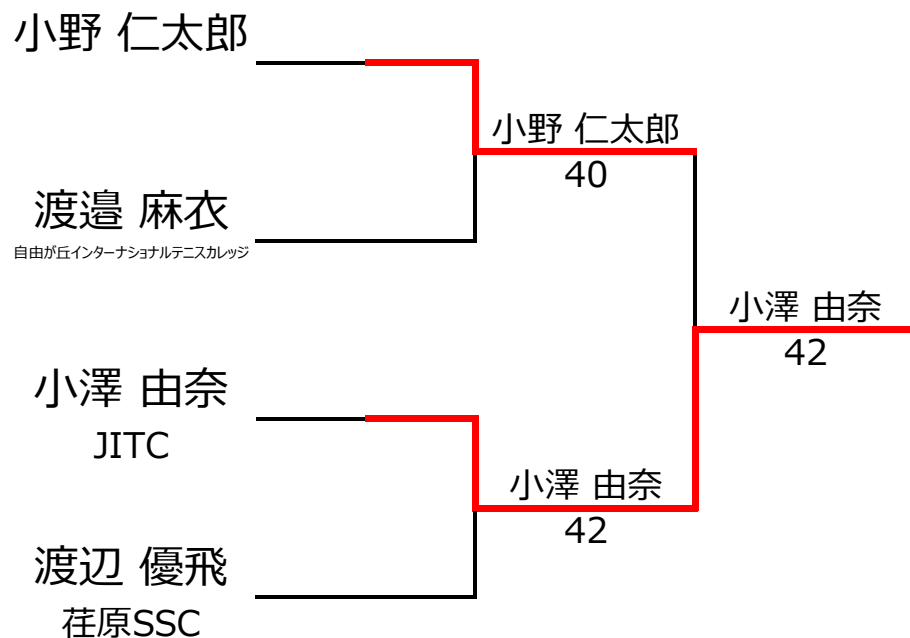 小野 仁太郎
小野 仁太郎
40
渡邉 麻衣
自由が丘インターナショナルテニスカレッジ
小澤 由奈
42
小澤 由奈
JITC
小澤 由奈
42
渡辺 優飛
荏原SSC